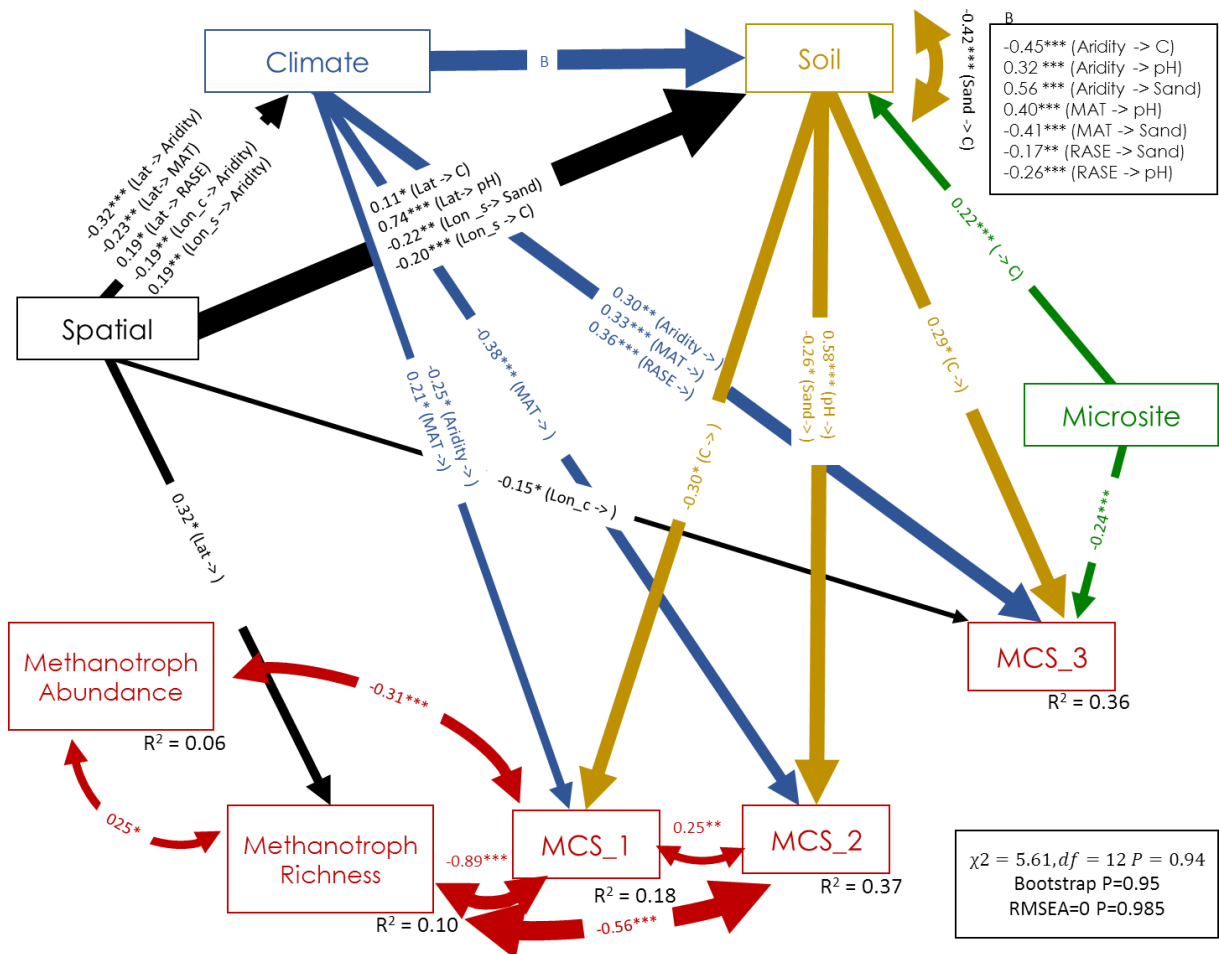 B
Climate
B
Soil
-0.42*** (Sand -> C)
-0.45*** (Aridity -> C)
0.32 *** (Aridity -> pH)
0.56 *** (Aridity -> Sand)
0.40*** (MAT -> pH)
-0.41*** (MAT -> Sand)
-0.17** (RASE -> Sand)
-0.26*** (RASE -> pH)
-0.32*** (Lat -> Aridity)
-0.23** (Lat-> MAT)
0.19* (Lat -> RASE)
-0.19** (Lon_c -> Aridity)
0.19** (Lon_s -> Aridity)
0.11* (Lat -> C)
0.74*** (Lat-> pH)
-0.22** (Lon _s-> Sand)
-0.20*** (Lon_s -> C)
0.22*** ( -> C)
Spatial
0.30** (Aridity -> )
0.33*** (MAT ->)
0.36*** (RASE ->)
-0.38*** (MAT -> )
-0.25* (Aridity -> )
0.21* (MAT ->)
0.58*** (pH ->)
-0.26* (Sand->)
0.29* (C->)
Microsite
-0.30* (C -> )
-0.15* (Lon_c -> )
-0.24***
0.32* (Lat -> )
Methanotroph
Abundance
R² = 0.06
-0.31***
MCS_3
R² = 0.36
025*
Methanotroph
Richness
R² = 0.10
-0.89***
MCS_1
R² = 0.18
0.25**
MCS_2
R² = 0.37
-0.56***
χ2 = 5.61,df = 12 P = 0.94
Bootstrap P=0.95
RMSEA=0 P=0.985